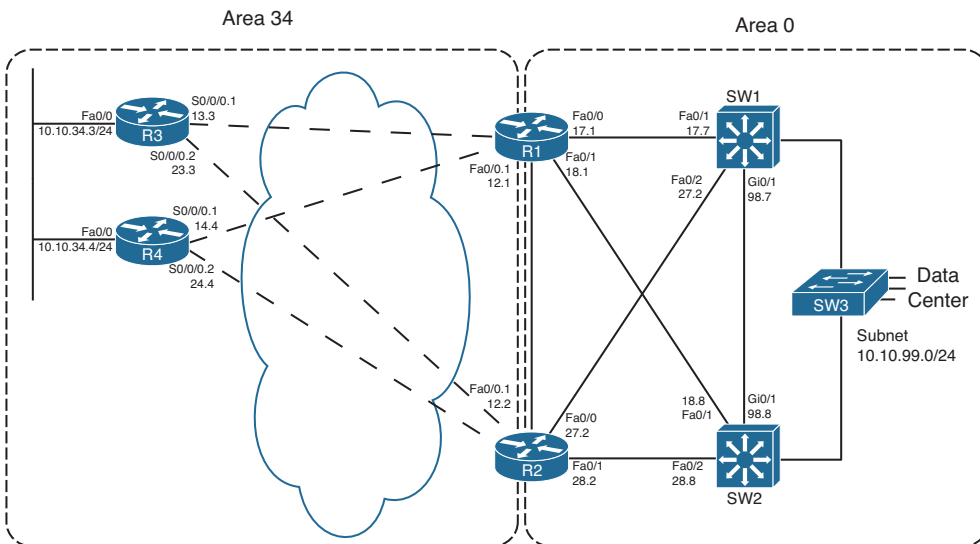 Area 34
Area 0
Fa0/0
10.10.34.3/24
R3
S0/0/0.1
13.3
S0/0/0.2
23.3
Fa0/0
10.10.34.4/24
R4
S0/0/0.1
14.4
S0/0/0.2
24.4
R1
Fa0/0
17.1
Fa0/1
18.1
Fa0/0.1
12.1
Fa0/1
17.7
SW1
Fa0/2
27.2
Gi0/1
98.7
SW3
Data
Center
Subnet
10.10.99.0/24
Fa0/0.1
12.2
R2
Fa0/0
27.2
Fa0/1
28.2
18.8
Fa0/1
Gi0/1
98.8
Fa0/2
28.8
SW2